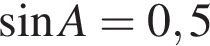 sin A = 0,5